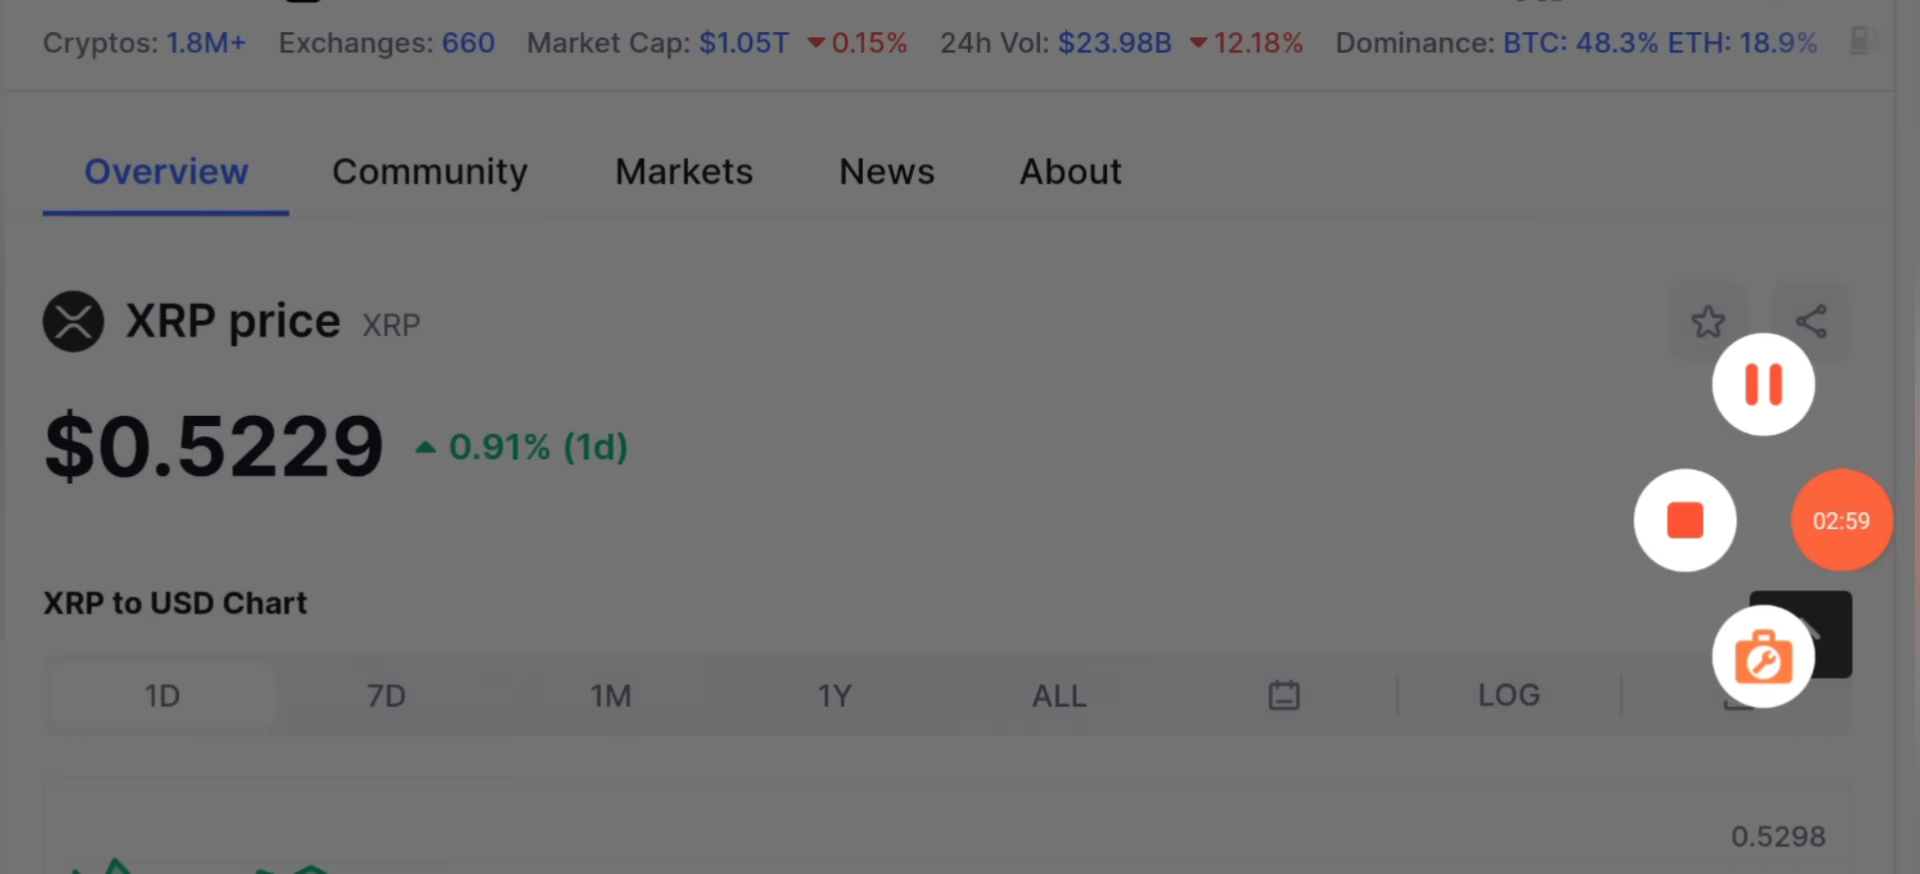 Cryptos: 1.8M+ Exchanges: 660 Market Cap: $1.05T 0.15% 24h Vol: $23.98B 12.18% Dominance: BTC: 48.3% ETH: 18.9%
Overview Community Markets News About
XRP price XRP
$0.5229 0.91% (1d)
02:59
XRP to USD Chart
1D 7D 1M 1Y ALL LOG
0.5298